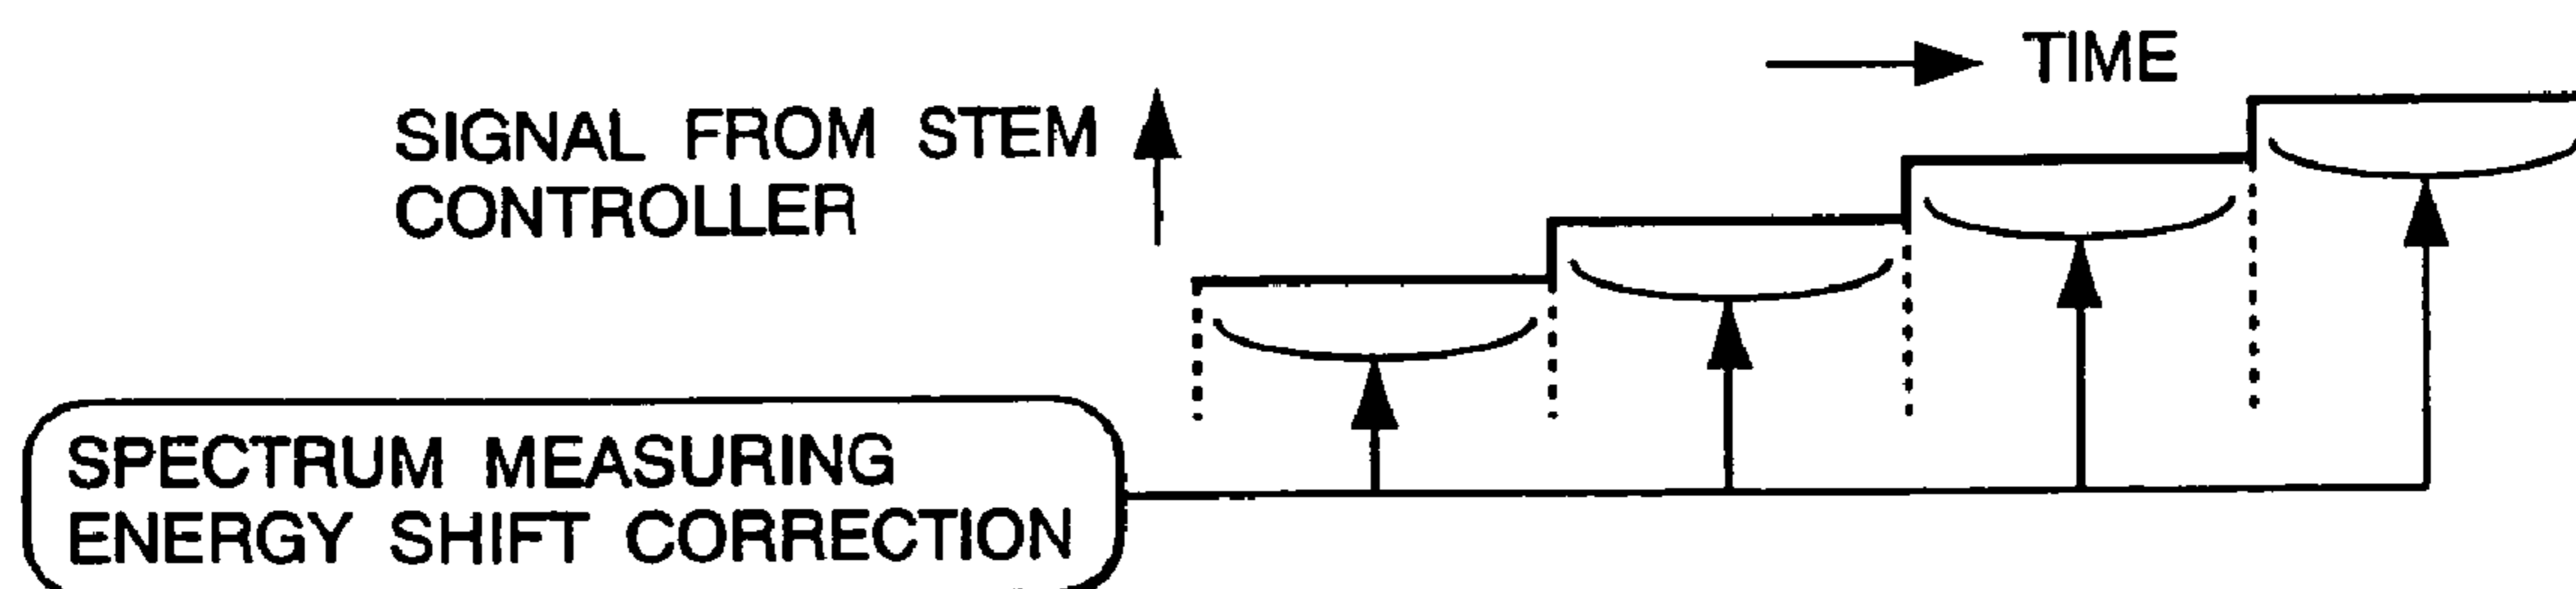 TIME
SIGNAL FROM STEM
CONTROLLER
SPECTRUM MEASURING
ENERGY SHIFT CORRECTION